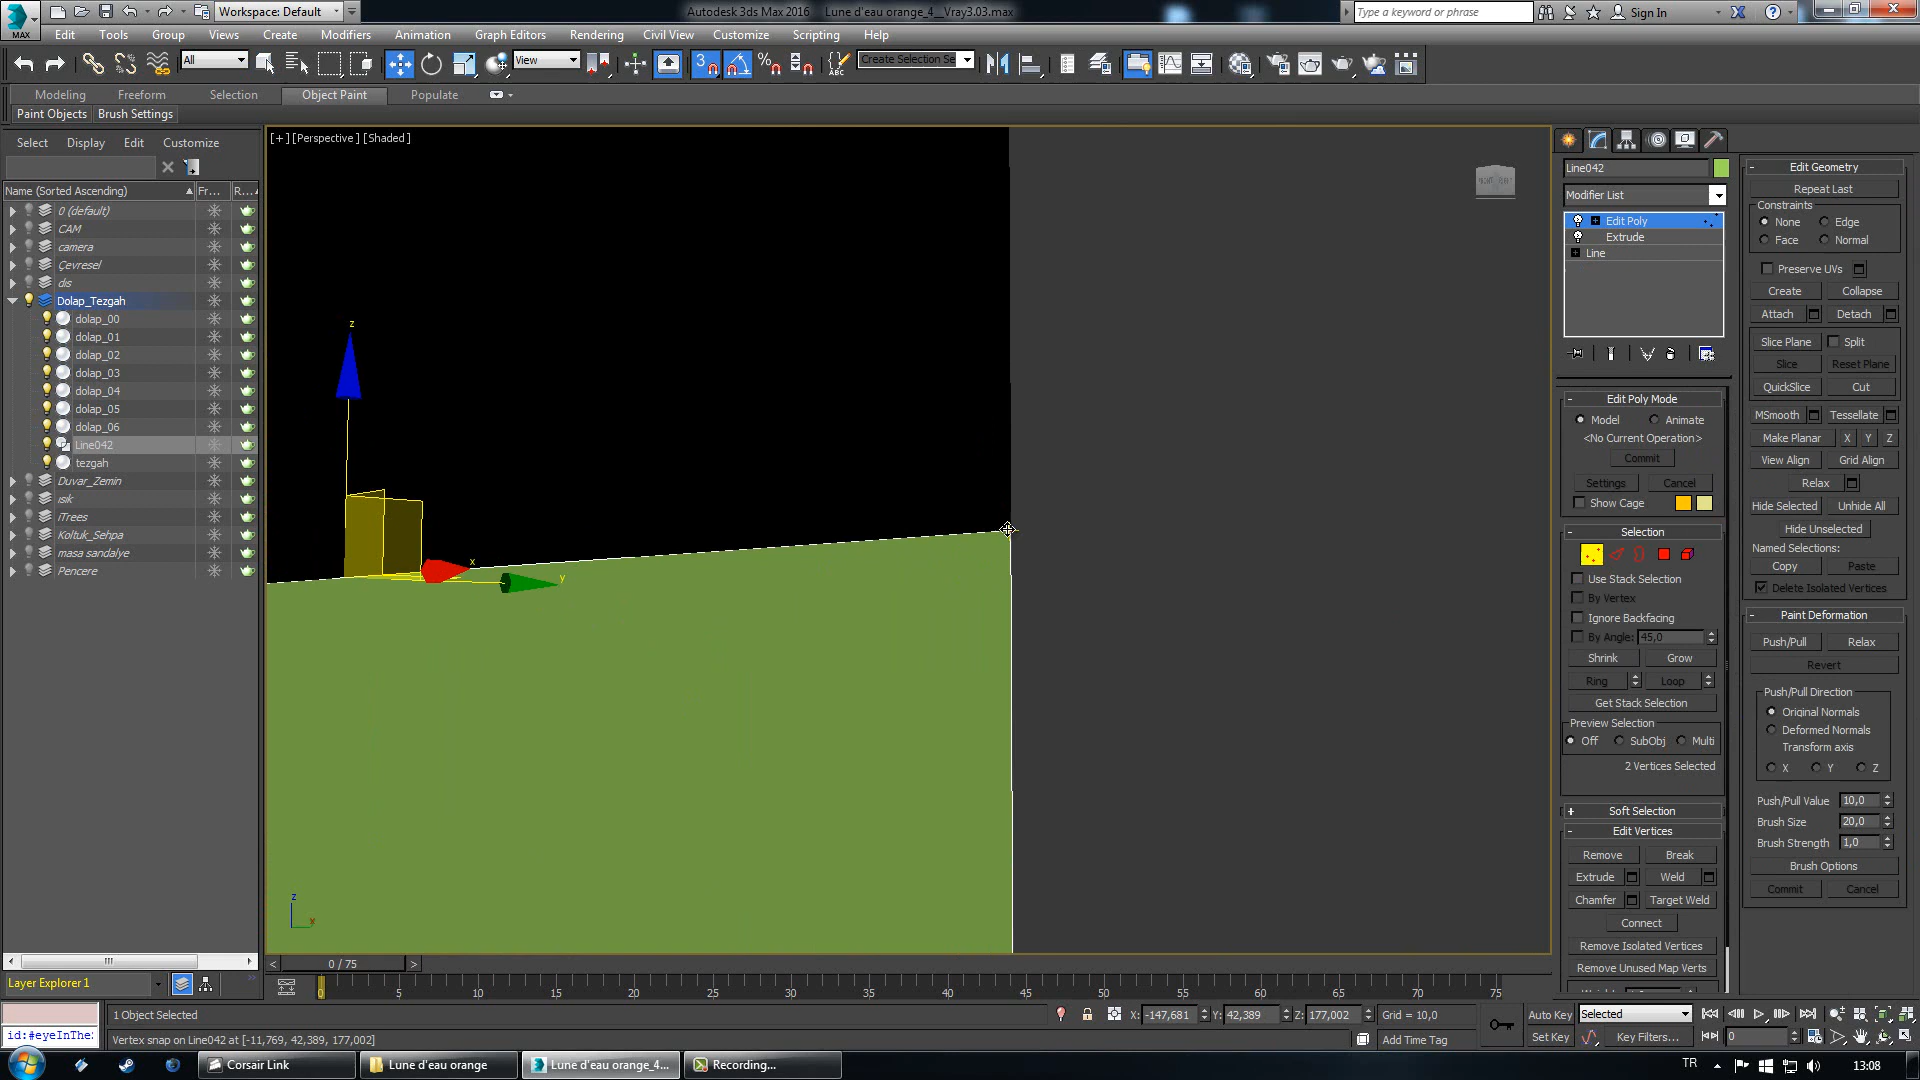 MAX
Workspace: Default
Autodesk 3ds Max 2016
Lune d'eau orange_4__Vray3.03.max
Type a keyword or phrase
Sign In
Edit
Tools
Group
Views
Create
Modifiers
Animation
Graph Editors
Rendering
Civil View
Customize
Scripting
Help
All
View
3
ABC
Create Selection Se
Modeling
Freeform
Selection
Object Paint
Populate
Paint Objects
Brush Settings
Select
Display
Edit
Customize
Name (Sorted Ascending)
Fr...
R...
0 (default)
CAM
camera
Çevresel
dıs
Dolap_Tezgah
dolap_00
dolap_01
dolap_02
dolap_03
dolap_04
dolap_05
dolap_06
Line042
tezgah
Duvar_Zemin
ısık
iTrees
Koltuk_Sehpa
masa sandalye
Pencere
Layer Explorer 1
[+] [Perspective ] [Shaded ]
z
x
y
z
x
Line042
Modifier List
Edit Poly
Extrude
Line
Edit Poly Mode
Model
Animate
<No Current Operation>
Commit
Settings
Cancel
Show Cage
Selection
Use Stack Selection
By Vertex
Ignore Backfacing
By Angle:
45,0
Shrink
Grow
Ring
Loop
Get Stack Selection
Preview Selection
Off
SubObj
Multi
2 Vertices Selected
Soft Selection
Edit Vertices
Remove
Break
Extrude
Weld
Chamfer
Target Weld
Connect
Remove Isolated Vertices
Remove Unused Map Verts
Edit Geometry
Repeat Last
Constraints
None
Edge
Face
Normal
Preserve UVs
Create
Collapse
Attach
Detach
Slice Plane
Split
Slice
Reset Plane
QuickSlice
Cut
MSmooth
Tessellate
Make Planar
X
Y
Z
View Align
Grid Align
Relax
Hide Selected
Unhide All
Hide Unselected
Named Selections:
Copy
Paste
Delete Isolated Vertices
Paint Deformation
Push/Pull
Relax
Revert
Push/Pull Direction
Original Normals
Deformed Normals
Transform axis
X
Y
Z
Push/Pull Value
10,0
Brush Size
20,0
Brush Strength
1,0
Brush Options
Commit
Cancel
0 / 75
0
5
10
15
20
25
30
35
40
45
50
55
60
65
70
75
id:#eyeInThe
1 Object Selected
Vertex snap on Line042 at [-11,769, 42,389, 177,002]
X:
-147,681
Y:
42,389
Z:
177,002
Grid = 10,0
Add Time Tag
Auto Key
Selected
Set Key
Key Filters...
0
Corsair Link
Lune d'eau orange
Lune d'eau orange_4...
Recording...
TR
13:08